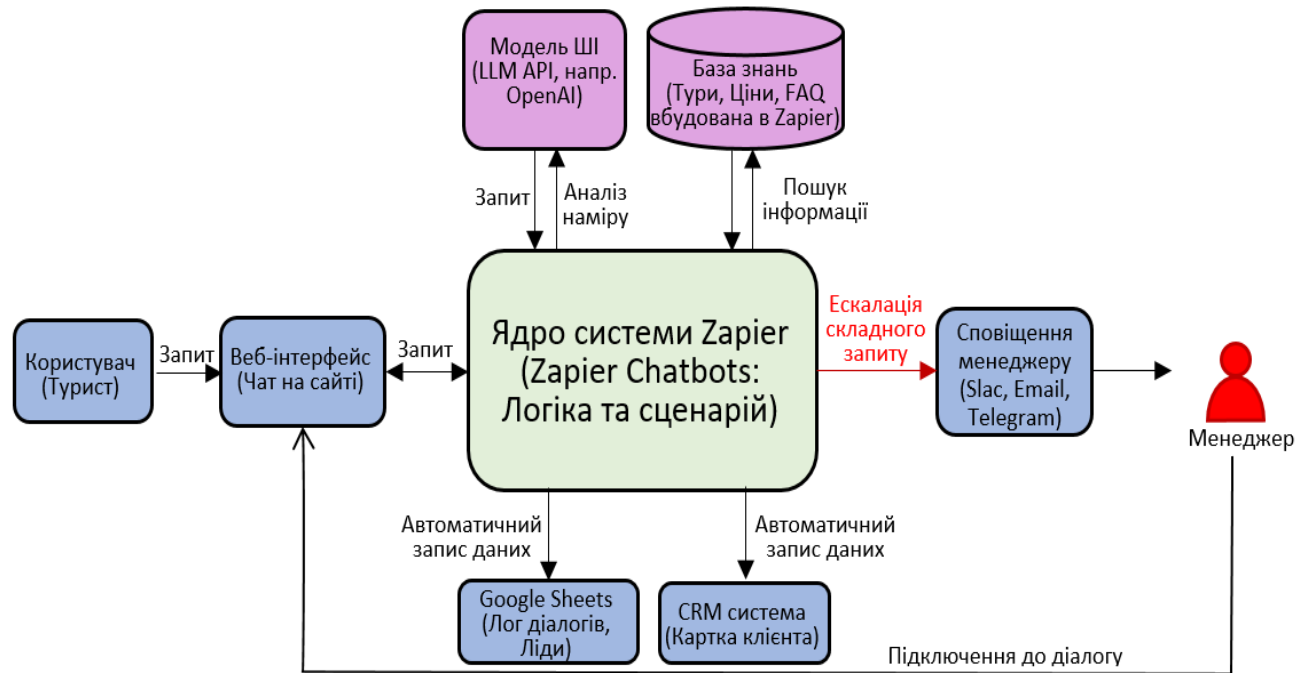 Модель ШІ
(LLM API, напр.
OpenAI)
База знань
(Тури, Ціни, FAQ
вбудована в Zapier)
Запит
Аналіз
наміру
Пошук
інформації
Користувач
(Турист)
Запит
Веб-інтерфейс
(Чат на сайті)
Запит
Ядро системи Zapier
(Zapier Chatbots:
Логіка та сценарій)
Ескалація
складного
запиту
Сповіщення
менеджеру
(Slac, Email,
Telegram)
Менеджер
Автоматичний
запис даних
Автоматичний
запис даних
Google Sheets
(Лог діалогів,
Ліди)
CRM система
(Картка клієнта)
Підключення до діалогу